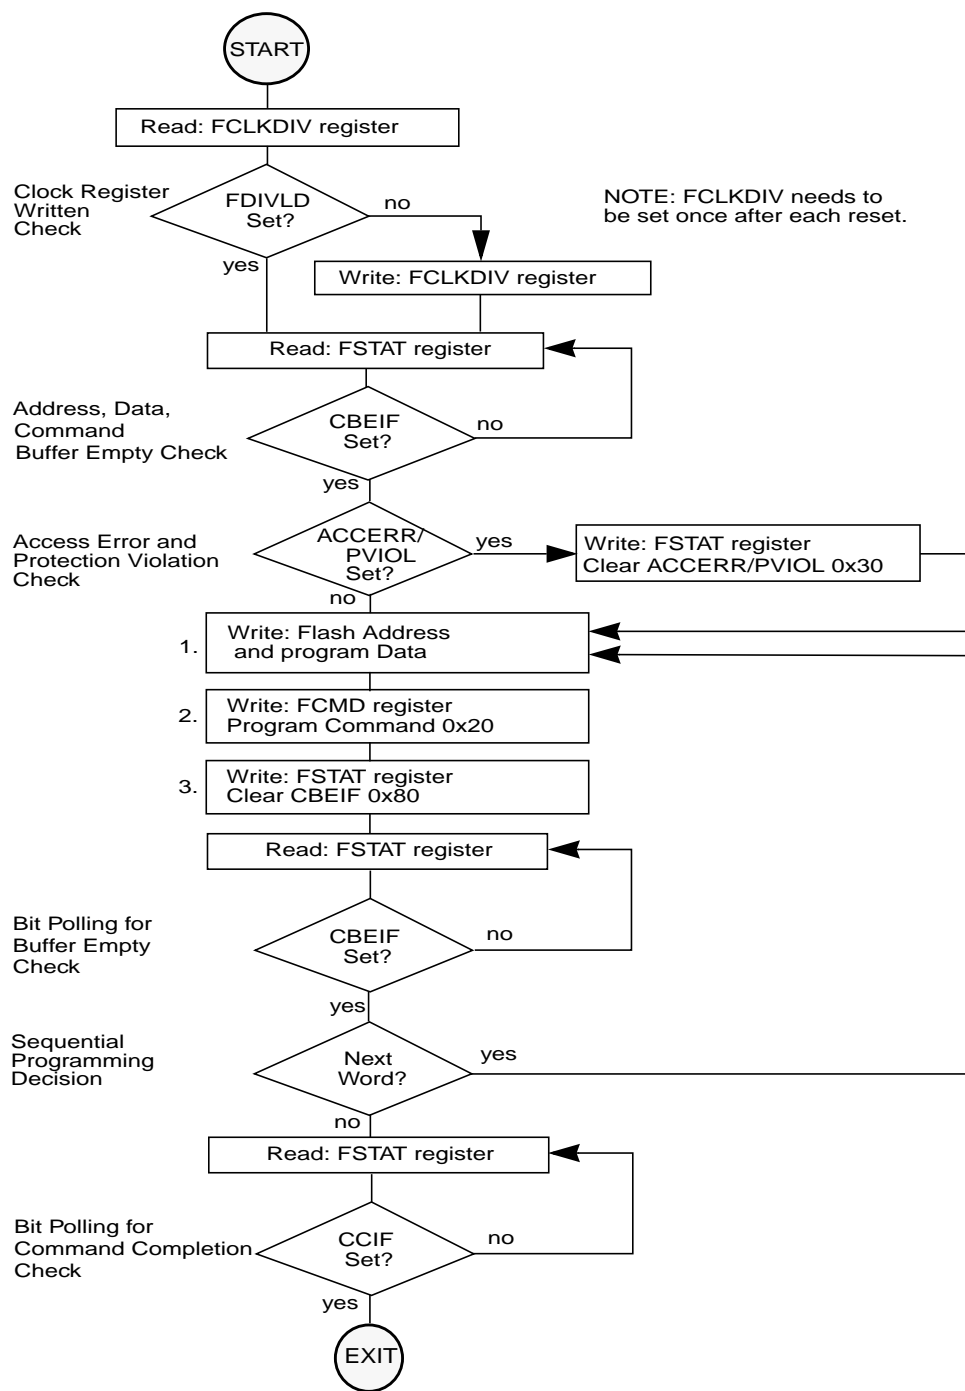 START
Read: FCLKDIV register
Clock Register
Written
Check
FDIVLD
Set?
no
yes
NOTE: FCLKDIV needs to
be set once after each reset.
Write: FCLKDIV register
Read: FSTAT register
Address, Data,
Command
Buffer Empty Check
CBEIF
Set?
no
yes
Access Error and
Protection Violation
Check
ACCERR/
PVIOL
Set?
yes
no
Write: FSTAT register
Clear ACCERR/PVIOL 0x30
1.
Write: Flash Address
and program Data
2.
Write: FCMD register
Program Command 0x20
3.
Write: FSTAT register
Clear CBEIF 0x80
Read: FSTAT register
Bit Polling for
Buffer Empty
Check
CBEIF
Set?
no
yes
Sequential
Programming
Decision
Next
Word?
yes
no
Read: FSTAT register
Bit Polling for
Command Completion
Check
CCIF
Set?
no
yes
EXIT